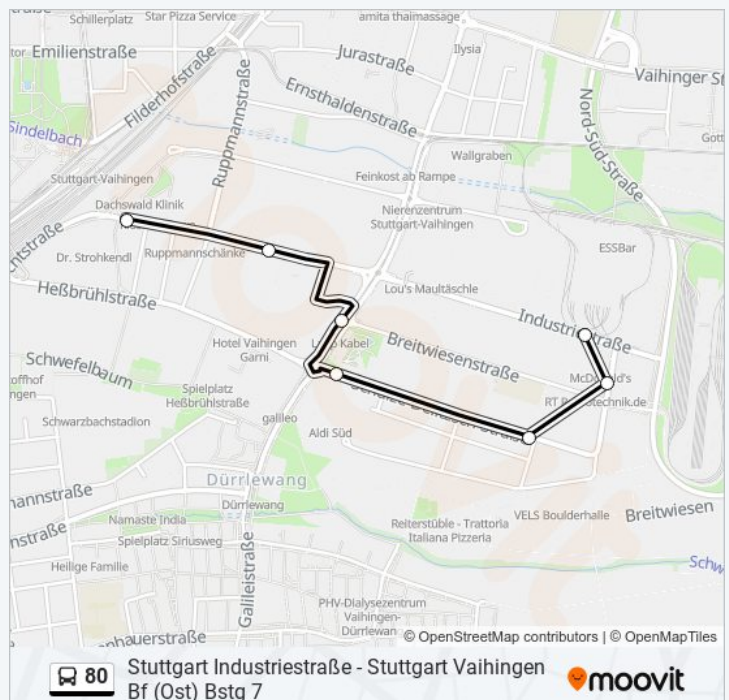 Schillerplatz
Star Pizza Service
amita thaimassage
Emilienstraße
Jurastraße
Ilysia
Vaihinger St
Filderhofstraße
Ruppmannstraße
Ernsthaldenstraße
Nord-Süd-Straße
Sindelbach
Wallgraben
Gott
Stuttgart-Vaihingen
Feinkost ab Rampe
Dachswald Klinik
Nierenzentrum
Stuttgart-Vaihingen
ESSBar
Dr. Strohkendl
Ruppmannschänke
Lou's Maultäschle
Heßbrühlstraße
Industriestraße
Hotel Vaihingen
Garni
Kabel
Breitwiesenstraße
Schwefelbaum
Spielplatz
Heßbrühlstraße
Schwarzbachstadion
galileo
Aldi Süd
Dürrlewang
Dürrlewang
Namaste India
Spielplatz Siriusweg
Reiterstüble - Trattoria
Italiana Pizzeria
VELS Boulderhalle
Breitwiesen
Heilige Familie
Galileistraße
PHV-Dialysezentrum
Vaihingen-
Dürrlewan
Schw
© OpenStreetMap contributors | © OpenMapTiles
80
Stuttgart Industriestraße - Stuttgart Vaihingen
Bf (Ost) Bstg 7
moovit